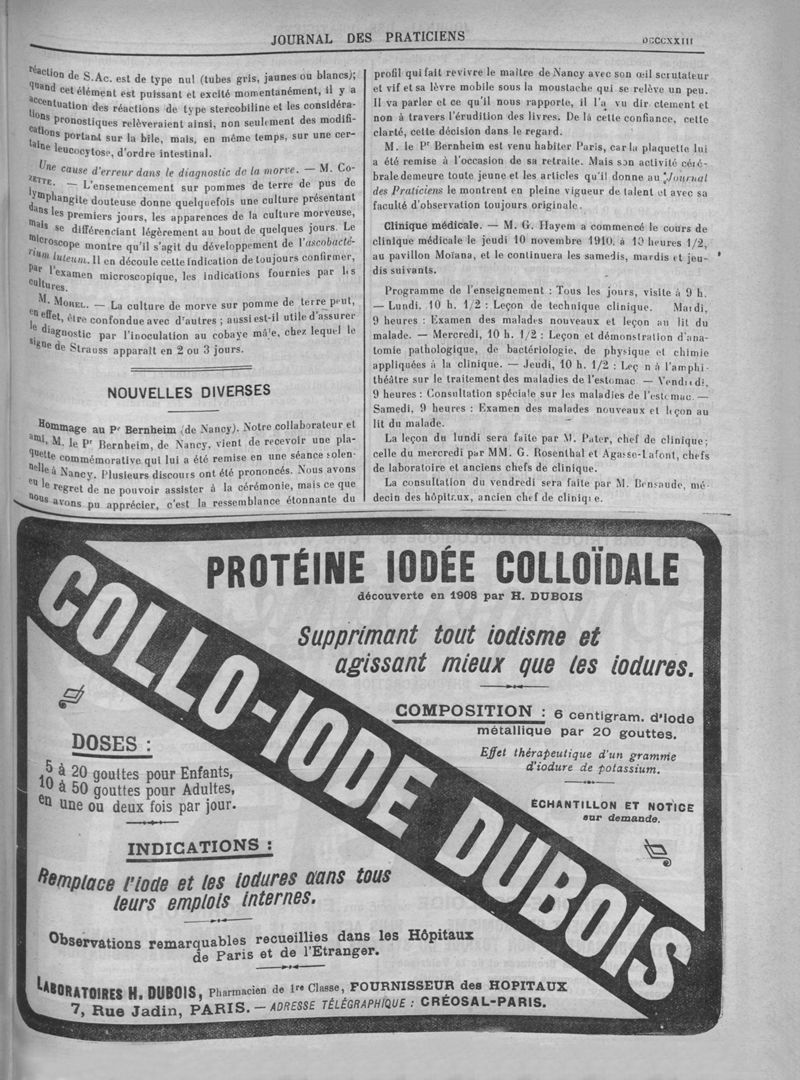 JOURNAL DES PRATICIENS
DCCCXXIII
réaction de S.Ac. est de type nul (tubes gris, jaunes ou blancs);
quand cet élément est puissant et excité momentanément, il y a
accentuation des réactions de type stercobiline et les considéra-
tions pronostiques relèveraient ainsi, non seulement des modifi-
cations portant sur la bile, mais, en même temps, sur une cer-
taine leucocytose, d'ordre intestinal.
Une cause d'erreur dans le diagnostic de la morve. — M. Co-
ZETTE. — L'ensemencement sur pommes de terre de pus de
lymphangite douteuse donne quelquefois une culture présentant
dans les premiers jours, les apparences de la culture morveuse,
mais se différenciant légèrement au bout de quelques jours. Le
microscope montre qu'il s'agit du développement de l'ascobacté-
rium luteum. Il en découle cette indication de toujours confirmer,
par l'examen microscopique, les indications fournies par les
cultures.
M. MOREL. — La culture de morve sur pomme de terre peut,
en effet, être confondue avec d'autres ; aussi est-il utile d'assurer
le diagnostic par l'inoculation au cobaye mâle, chez lequel le
signe de Strauss apparaît en 2 ou 3 jours.
NOUVELLES DIVERSES
Hommage au Pr Bernheim (de Nancy). Notre collaborateur et
ami, M. le Pr Bernheim, de Nancy, vient de recevoir une pla-
quette commémorative qui lui a été remise en une séance solen-
nelle à Nancy. Plusieurs discours ont été prononcés. Nous avons
eu le regret de ne pouvoir assister à la cérémonie, mais ce que
nous avons pu apprécier, c'est la ressemblance étonnante du
profil qui fait revivre le maître de Nancy avec son œil scrutateur
et vif et sa lèvre mobile sous la moustache qui se relève un peu.
Il va parler et ce qu'il nous rapporte, il l'a vu dir ctement et
non à travers l'érudition des livres. De là cette confiance, cette
clarté, cette décision dans le regard.
M. le Pr Bernheim est venu habiter Paris, car la plaquette lui
a été remise à l'occasion de sa retraite. Mais son activité céré-
brale demeure toute jeune et les articles qu'il donne au Journal
des Praticiens le montrent en pleine vigueur de talent et avec sa
faculté d'observation toujours originale.
Clinique médicale. — M. G. Hayem a commencé le cours de
clinique médicale le jeudi 10 novembre 1910, à 10 heures 1/2,
au pavillon Moïana, et le continuera les samedis, mardis et jeu-
dis suivants.
Programme de l'enseignement : Tous les jours, visite à 9 h.
— Lundi, 10 h. 1/2 : Leçon de technique clinique. Mardi,
9 heures : Examen des malades nouveaux et leçon au lit du
malade. — Mercredi, 10 h. 1/2 : Leçon et démonstration d'ana-
tomie pathologique, de bactériologie, de physique et chimie
appliquées à la clinique. — Jeudi, 10 h. 1/2 : Leç n à l'amphi-
théâtre sur le traitement des maladies de l'estomac — Vendredi,
9 heures : Consultation spéciale sur les maladies de l'estomac —
Samedi, 9 heures : Examen des malades nouveaux et leçon au
lit du malade.
La leçon du lundi sera faite par M. Pater, chef de clinique;
celle du mercredi par MM. G. Rosenthal et Agasse-Lafont, chefs
de laboratoire et anciens chefs de clinique.
La consultation du vendredi sera faite par M. Bensaude, mé-
decin des hôpitaux, ancien chef de clinique.
PROTÉINE IODÉE COLLOÏDALE
découverte en 1908 par H. DUBOIS
Supprimant tout iodisme et
agissant mieux que les iodures.
COLLO-IODE DUBOIS
COMPOSITION : 6 centigram. d'Iode
métallique par 20 gouttes.
Effet thérapeutique d'un gramme
d'iodure de potassium.
ÉCHANTILLON ET NOTICE
sur demande.
DOSES :
5 à 20 gouttes pour Enfants,
10 à 50 gouttes pour Adultes,
en une ou deux fois par jour.
INDICATIONS :
Remplace l'iode et les iodures dans tous
leurs emplois internes.
Observations remarquables recueillies dans les Hôpitaux
de Paris et de l'Etranger.
LABORATOIRES H. DUBOIS, Pharmacien de 1re Classe, FOURNISSEUR des HOPITAUX
7, Rue Jadin, PARIS. — ADRESSE TÉLÉGRAPHIQUE : CRÉOSAL-PARIS.